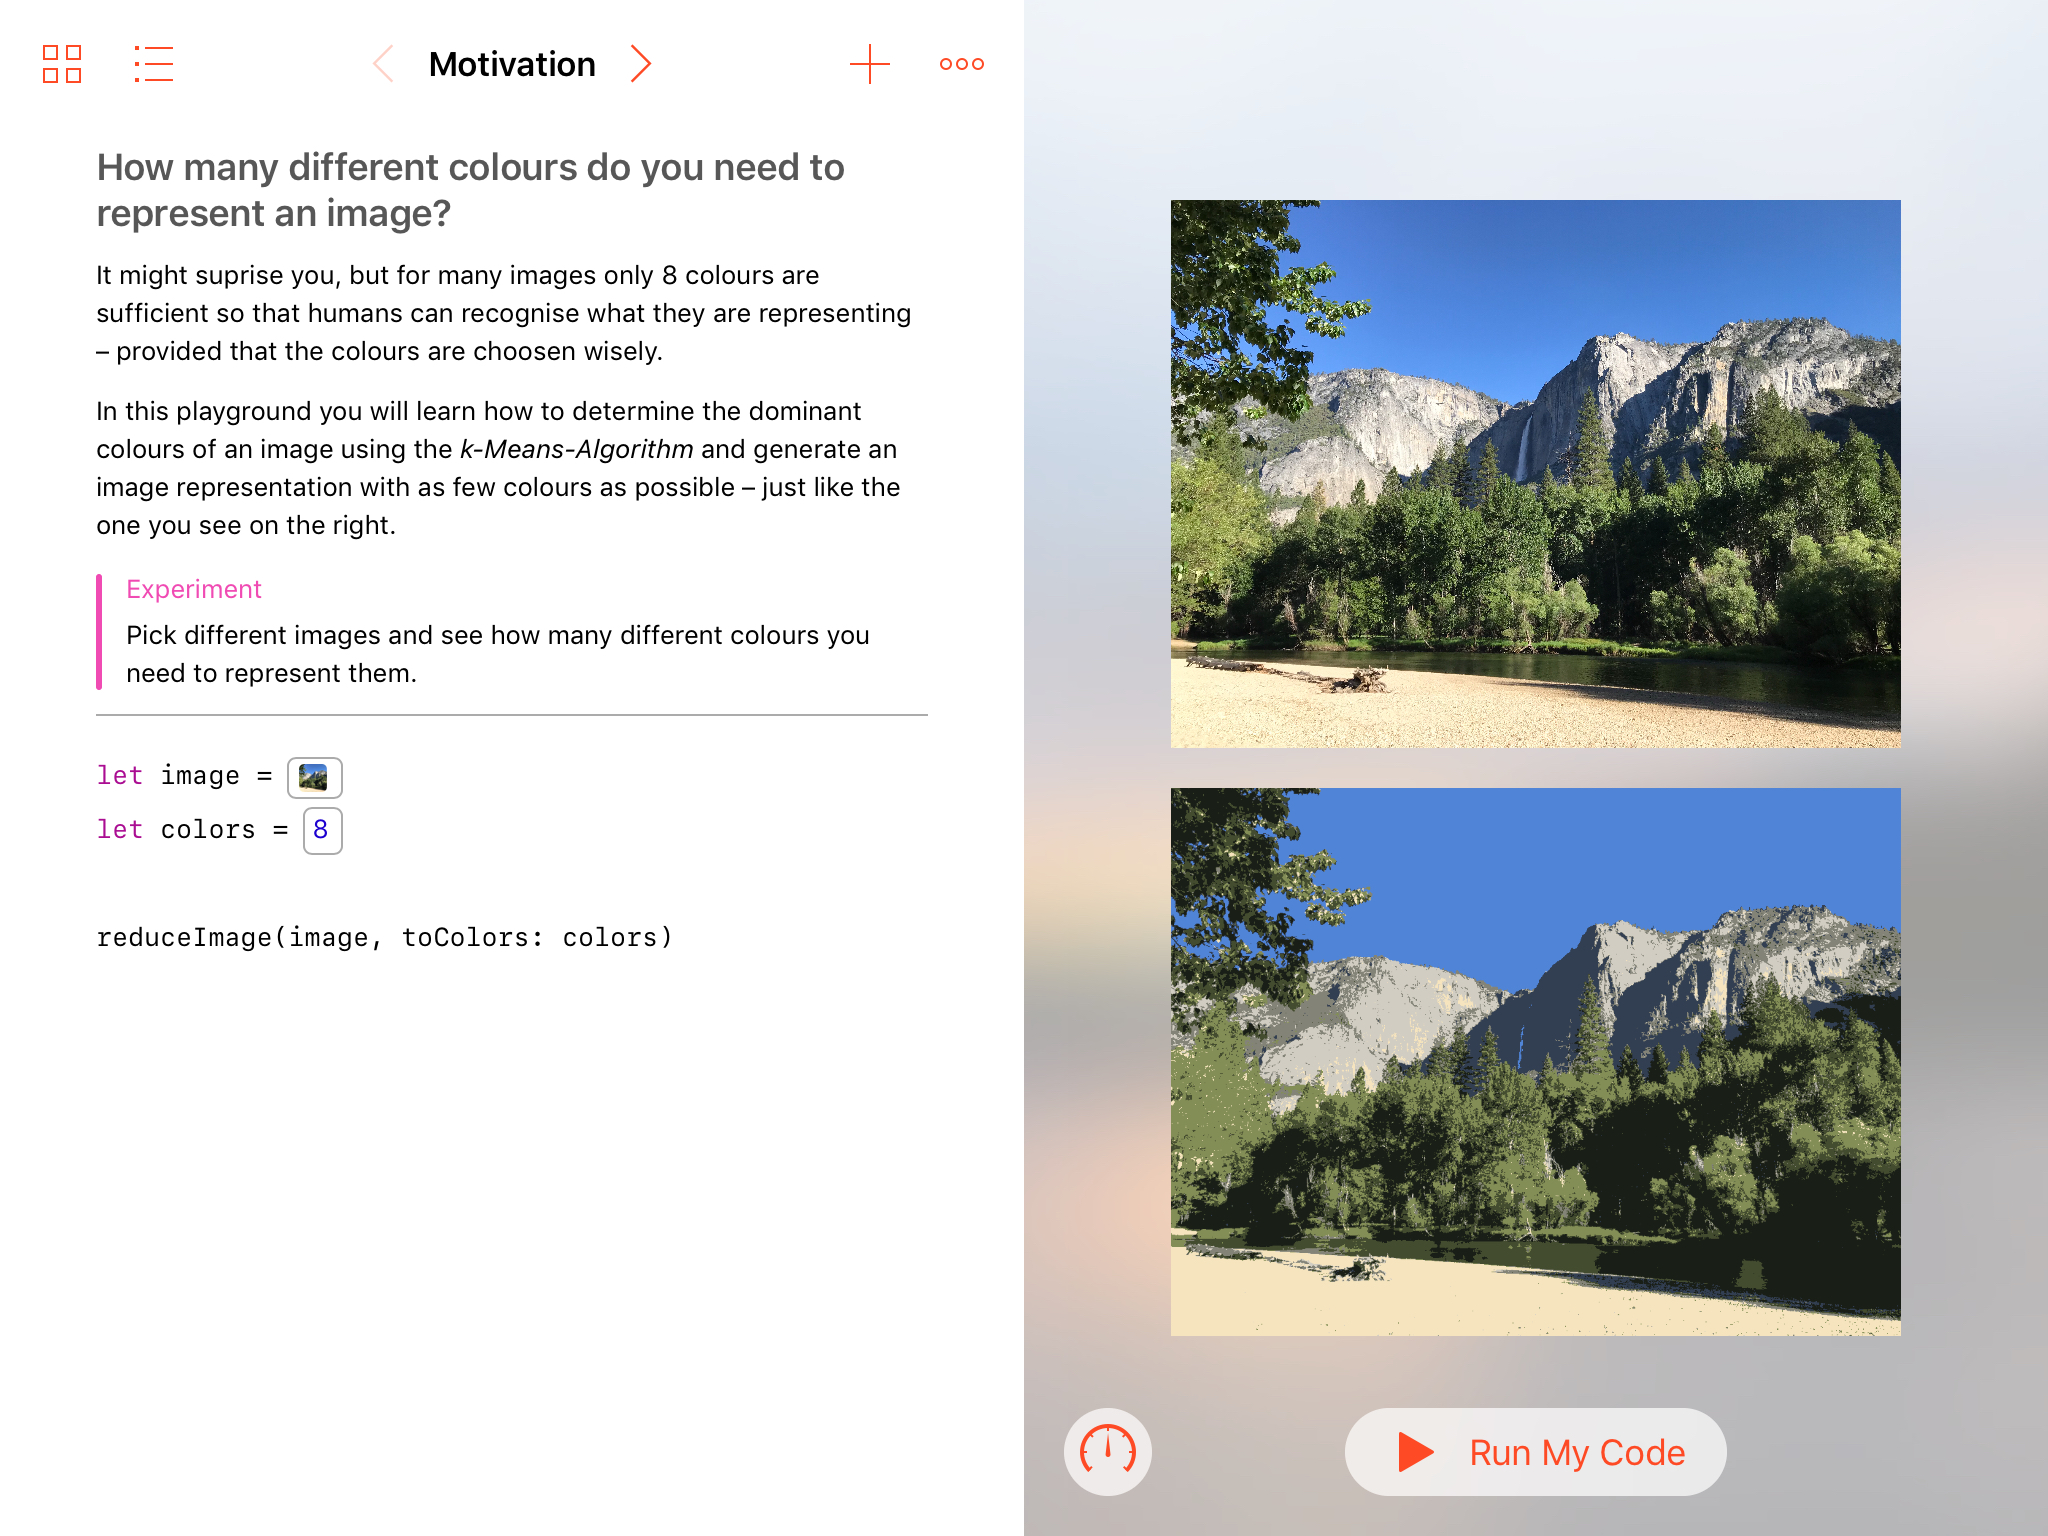 Motivation
How many different colours do you need to
represent an image?
It might suprise you, but for many images only 8 colours are
sufficient so that humans can recognise what they are representing
– provided that the colours are choosen wisely.
In this playground you will learn how to determine the dominant
colours of an image using the k-Means-Algorithm and generate an
image representation with as few colours as possible – just like the
one you see on the right.
Experiment
Pick different images and see how many different colours you
need to represent them.
let image =
let colors = 8
reduceImage(image, toColors: colors)
Run My Code